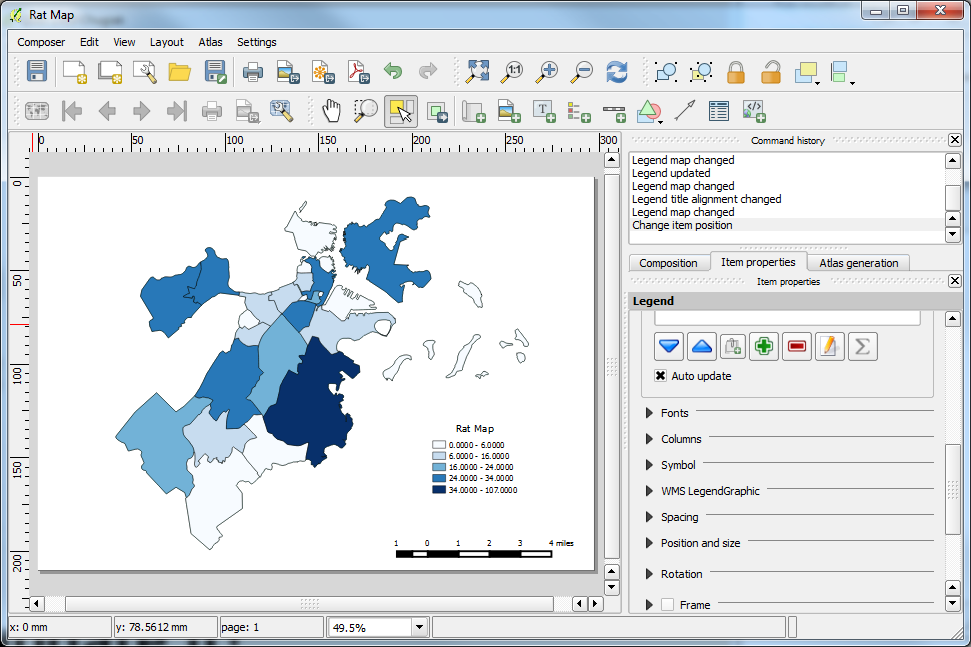 Rat Map
Composer Edit View Layout Atlas Settings
1:1
T
0 50 100 150 200 250 300
0
50
100
150
200
Rat Map
0.0000 - 6.0000
6.0000 - 16.0000
16.0000 - 24.0000
24.0000 - 34.0000
34.0000 - 107.0000
1 0 1 2 3 4 miles
Command history
Legend map changed
Legend updated
Legend map changed
Legend title alignment changed
Legend map changed
Change item position
Composition Item properties Atlas generation
Item properties
Legend
Σ
Auto update
Fonts
Columns
Symbol
WMS LegendGraphic
Spacing
Position and size
Rotation
Frame
x: 0 mm y: 78.5612 mm page: 1 49.5%